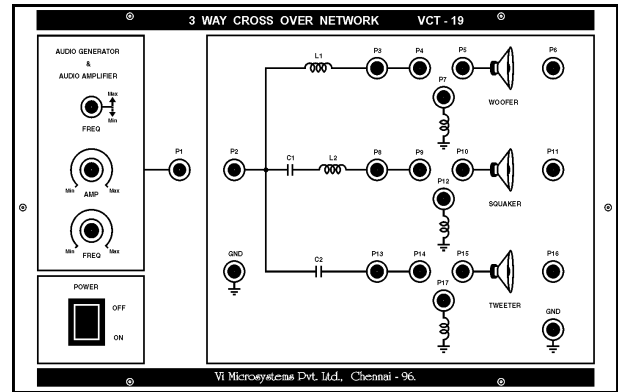 3 WAY CROSS OVER NETWORK VCT - 19
AUDIO GENERATOR
&
AUDIO AMPLIFIER
Max
Min
FREQ
Min
Max
AMP
Min
Max
FREQ
POWER
OFF
ON
P1
P2
GND
L1
P3
P4
P5
P6
P7
WOOFER
C1
L2
P8
P9
P10
P11
P12
SQUAKER
C2
P13
P14
P15
P16
P17
TWEETER
GND
Vi Microsystems Pvt. Ltd., Chennai - 96.